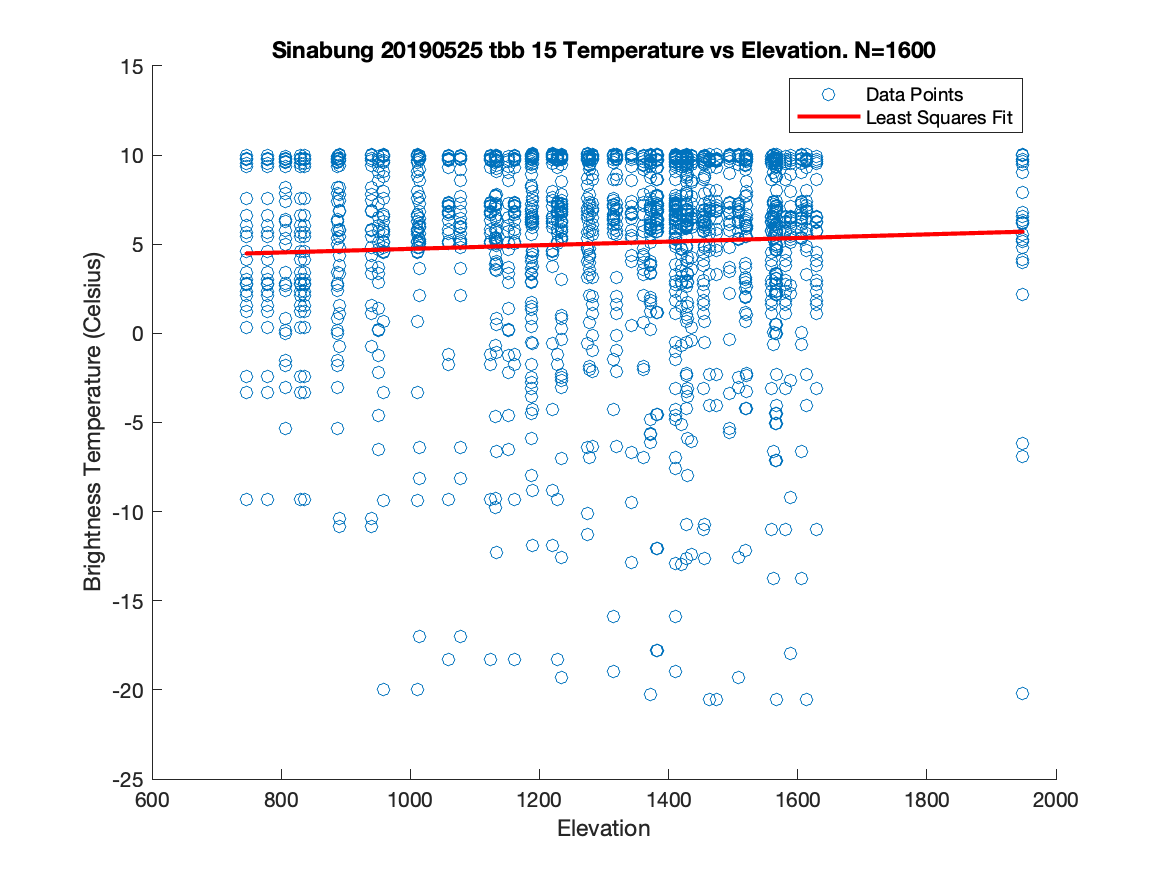 Sinabung 20190525 tbb 15 Temperature vs Elevation. N=1600
Data Points
Least Squares Fit
Brightness Temperature (Celsius)
15
10
5
0
-5
-10
-15
-20
-25
600 800 1000 1200 1400 1600 1800 2000
Elevation